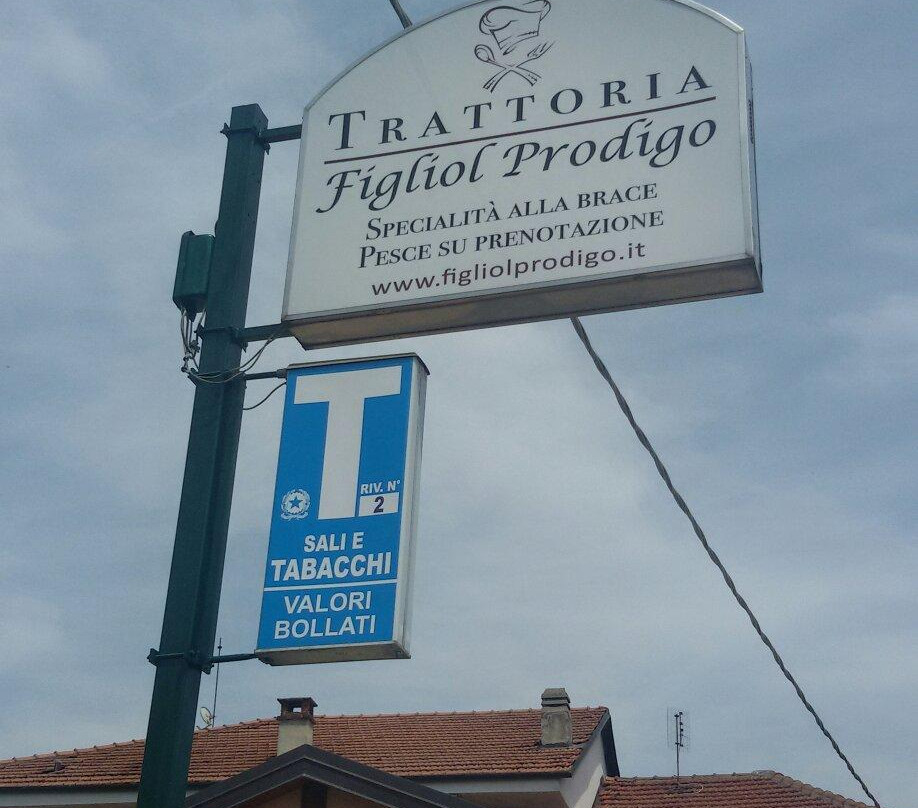 TRATTORIA
Figliol Prodigo
SPECIALITÀ ALLA BRACE
PESCE SU PRENOTAZIONE
www.figliolprodigo.it
T
RIV. N°
2
SALI E
TABACCHI
VALORI
BOLLATI